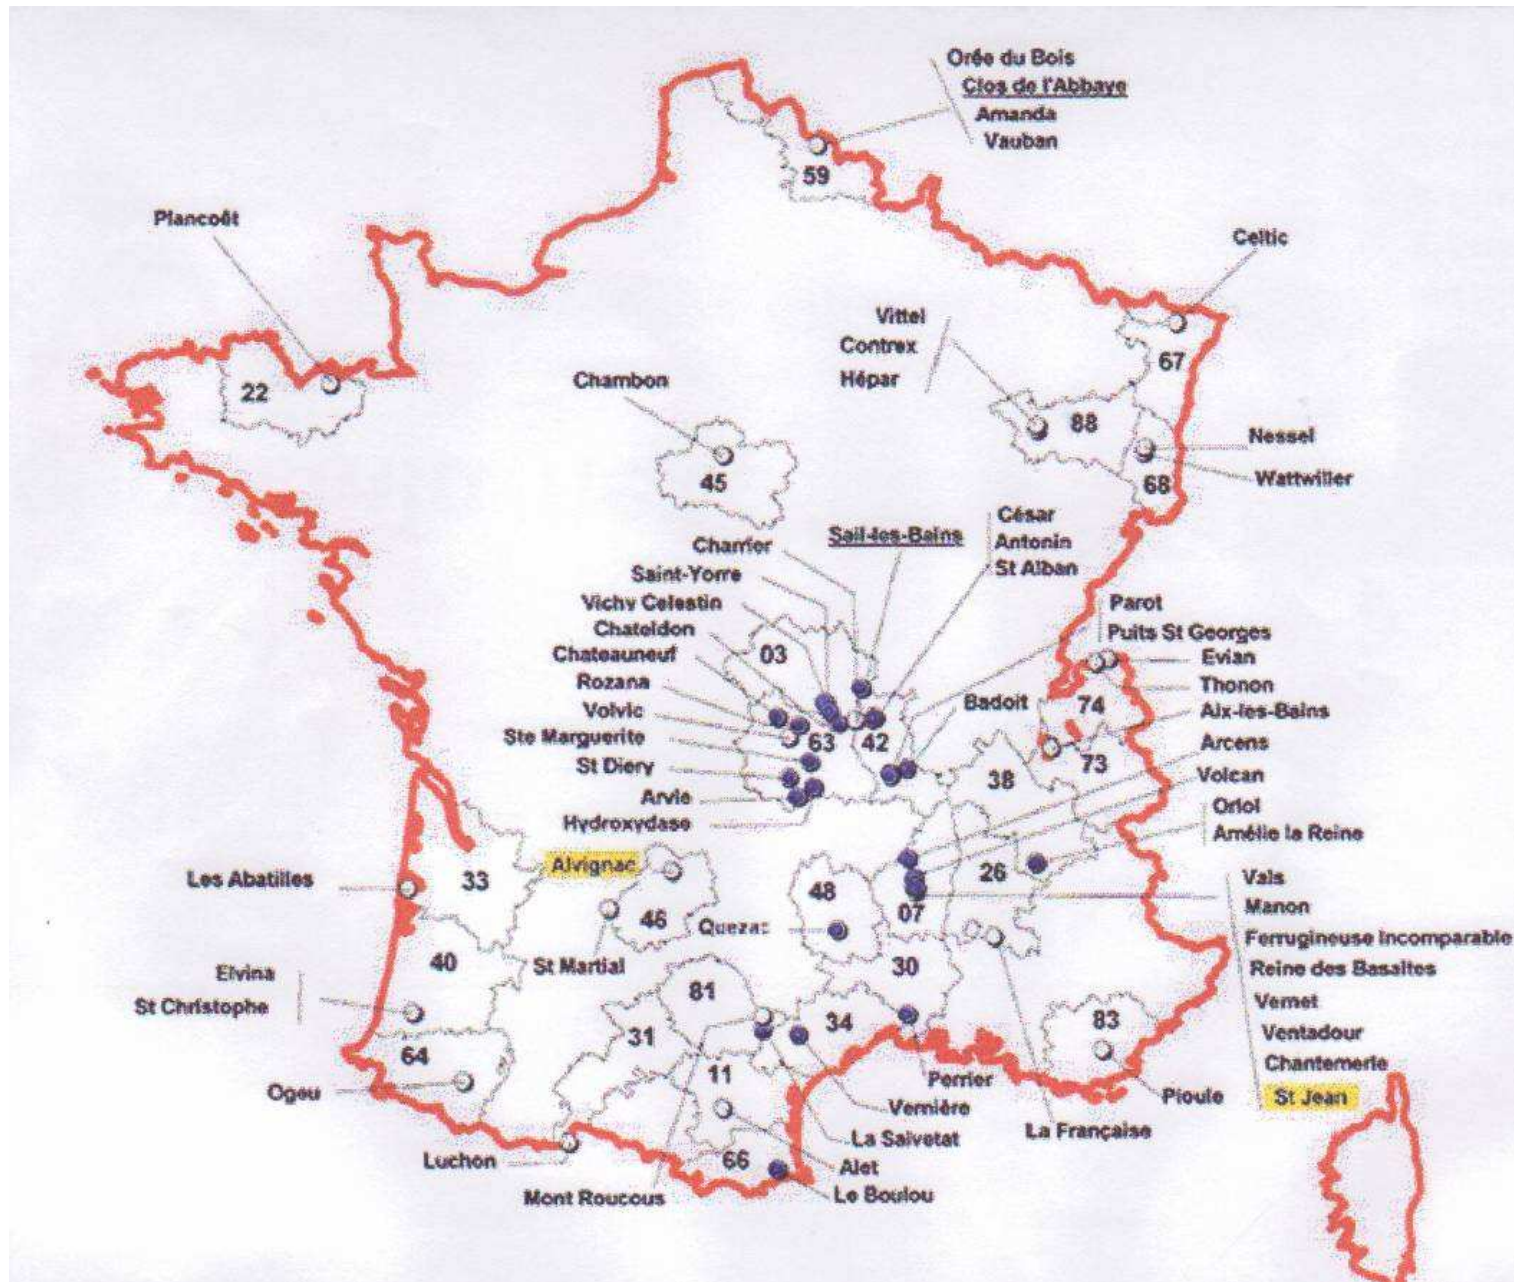 Orée du Bois
Clos de l'Abbaye
Amanda
Vauban
59
Plancoët
Celtic
Vittel
Contrex
Hépar
67
22
Chambon
88
Nessel
Wattwiller
45
68
César
Antonin
St Alban
Sail-les-Bains
Charrier
Saint-Yorre
Vichy Celestin
Chateldon
Chateauneuf
Rozana
Volvic
Ste Marguerite
St Diery
Arvie
Hydroxydase
03
63
42
Parot
Puits St Georges
Evian
Thonon
Aix-les-Bains
Badoit
74
73
38
Arcens
Volcan
Oriol
Amélie la Reine
Alvignac
Les Abatilles
33
46
48
07
26
Quezac
St Martial
Vals
Manon
Ferrugineuse Incomparable
Reine des Basaltes
Vernet
Ventadour
Chantemerle
St Jean
40
Elvina
St Christophe
30
81
31
34
83
64
11
Ogeu
Perrier
Vernière
Pioule
La Salvetat
La Française
Luchon
66
Alet
Mont Roucous
Le Boulou